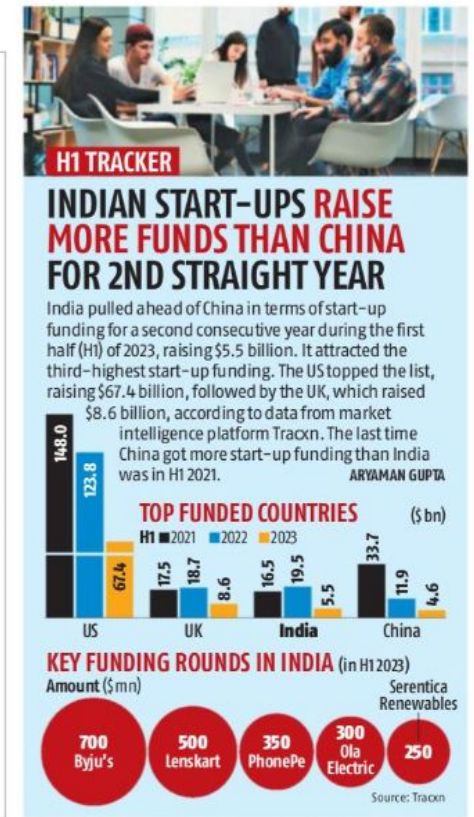 H1 TRACKER
INDIAN START-UPS RAISE
MORE FUNDS THAN CHINA
FOR 2ND STRAIGHT YEAR
India pulled ahead of China in terms of start-up
funding for a second consecutive year during the first
half (H1) of 2023, raising $5.5 billion. It attracted the
third-highest start-up funding. The US topped the list,
raising $67.4 billion, followed by the UK, which raised
$8.6 billion, according to data from market
intelligence platform Tracxn. The last time
China got more start-up funding than India
was in H1 2021. ARYAMAN GUPTA
TOP FUNDED COUNTRIES ($ bn)
H1 2021 2022 2023
148.0 123.8 67.4
17.5 18.7 8.6
16.5 19.5 5.5
33.7 11.9 4.6
US UK India China
KEY FUNDING ROUNDS IN INDIA (in H1 2023)
Amount ($mn)
Serentica
Renewables
700
Byju's
500
Lenskart
350
PhonePe
300
Ola
Electric
250
Source: Tracxn